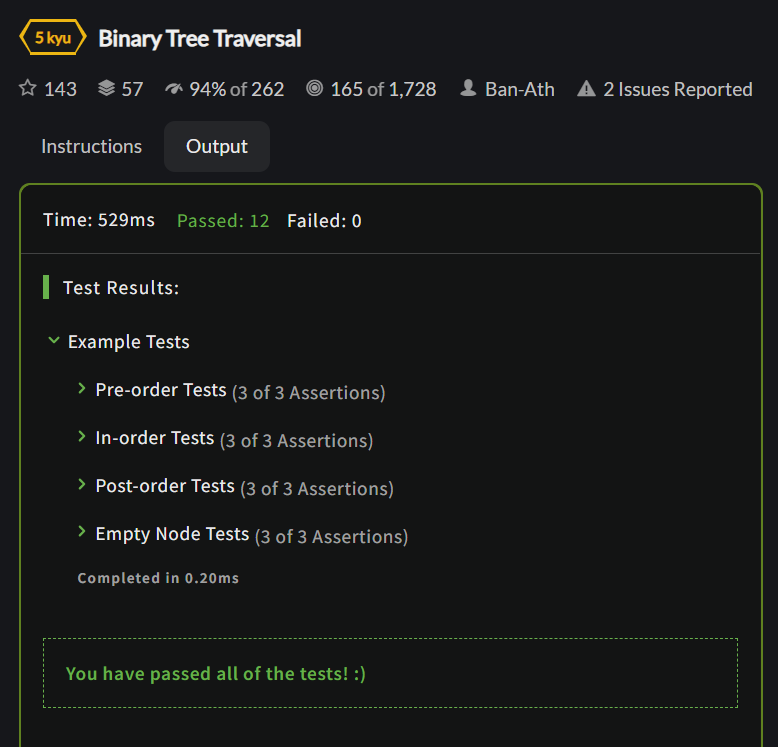 5 kyu Binary Tree Traversal
143 57 94% of 262 165 of 1,728 Ban-Ath 2 Issues Reported
Instructions Output
Time: 529ms Passed: 12 Failed: 0
Test Results:
Example Tests
Pre-order Tests (3 of 3 Assertions)
In-order Tests (3 of 3 Assertions)
Post-order Tests (3 of 3 Assertions)
Empty Node Tests (3 of 3 Assertions)
Completed in 0.20ms
You have passed all of the tests! :)